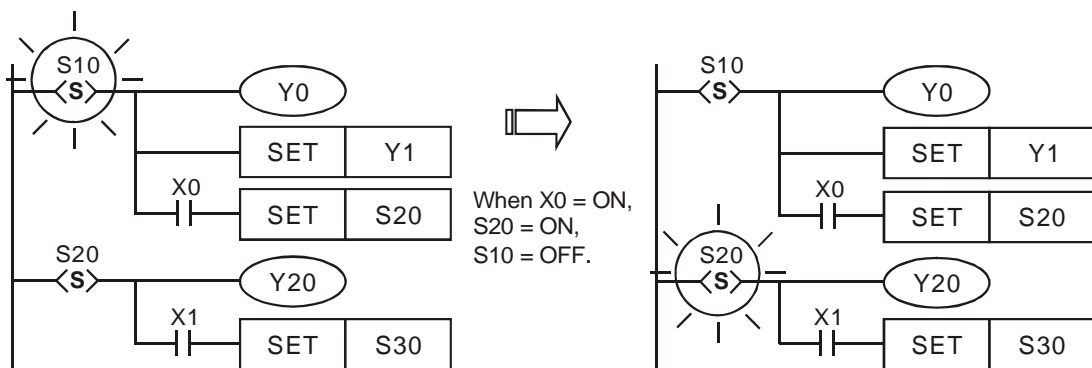 S10
S
Y0
SET Y1
X0
SET S20
S20
S
Y20
X1
SET S30
When X0 = ON,
S20 = ON,
S10 = OFF.
S10
S
Y0
SET Y1
X0
SET S20
S20
S
Y20
X1
SET S30